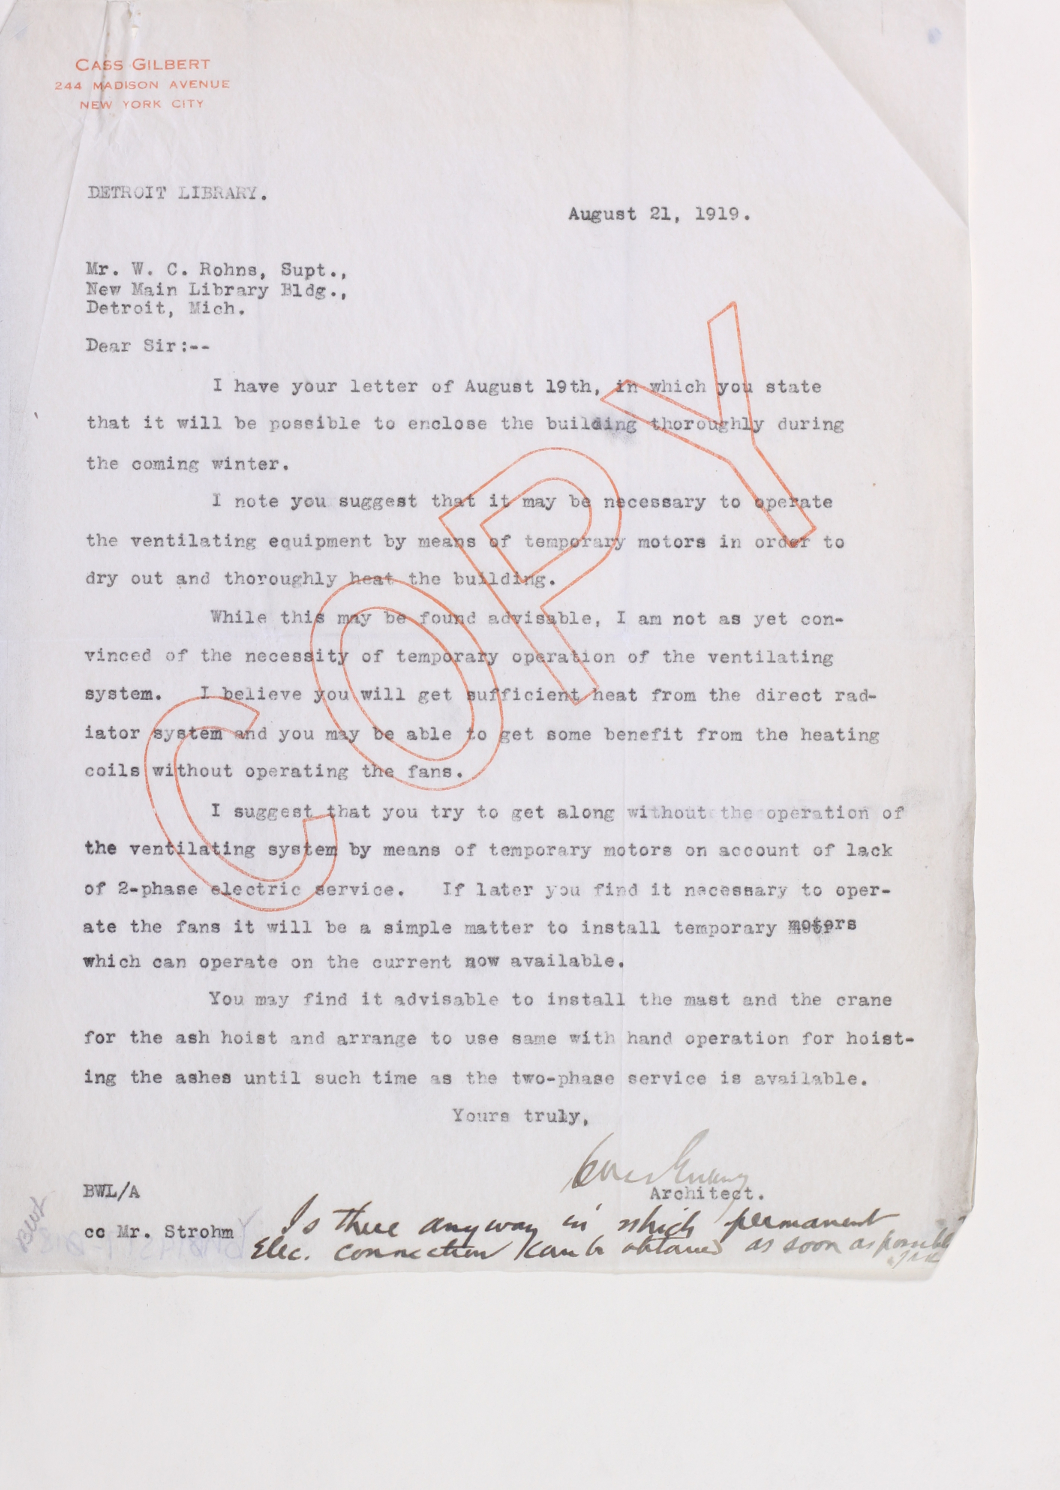 CASS GILBERT
244 MADISON AVENUE
NEW YORK CITY
DETROIT LIBRARY.
August 21, 1919.
Mr. W. C. Rohns, Supt.,
New Main Library Bldg.,
Detroit, Mich.
Dear Sir:--
I have your letter of August 19th, in which you state
that it will be possible to enclose the building thoroughly during
the coming winter.
I note you suggest that it may be necessary to operate
the ventilating equipment by means of temporary motors in order to
dry out and thoroughly heat the building.
While this may be found advisable, I am not as yet con-
vinced of the necessity of temporary operation of the ventilating
system. I believe you will get sufficient heat from the direct rad-
iator system and you may be able to get some benefit from the heating
coils without operating the fans.
I suggest that you try to get along without the operation of
the ventilating system by means of temporary motors on account of lack
of 2-phase electric service. If later you find it necessary to oper-
ate the fans it will be a simple matter to install temporary motors
which can operate on the current now available.
You may find it advisable to install the mast and the crane
for the ash hoist and arrange to use same with hand operation for hoist-
ing the ashes until such time as the two-phase service is available.
Yours truly,
Cass Gilbert
Architect.
BWL/A
cc Mr. Strohm
Is there anyway in which permanent
Elec. connection can be obtained as soon as possible
COPY